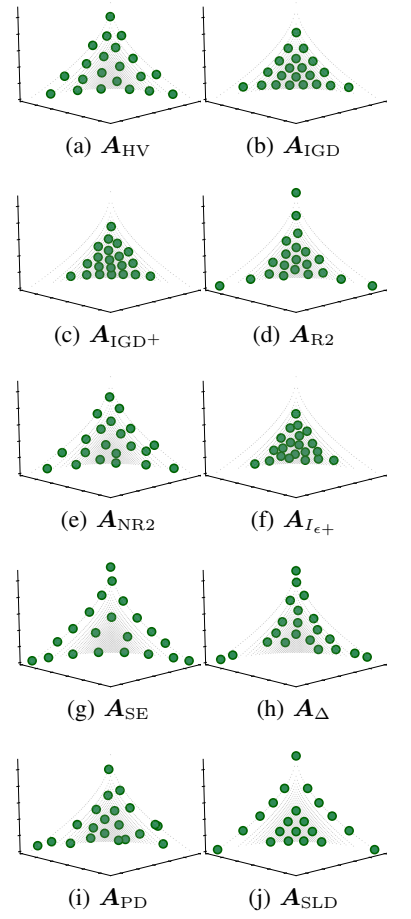 (a) A_HV (b) A_IGD
(c) A_IGD+ (d) A_R2
(e) A_NR2 (f) A_Iϵ+
(g) A_SE (h) A_Δ
(i) A_PD (j) A_SLD